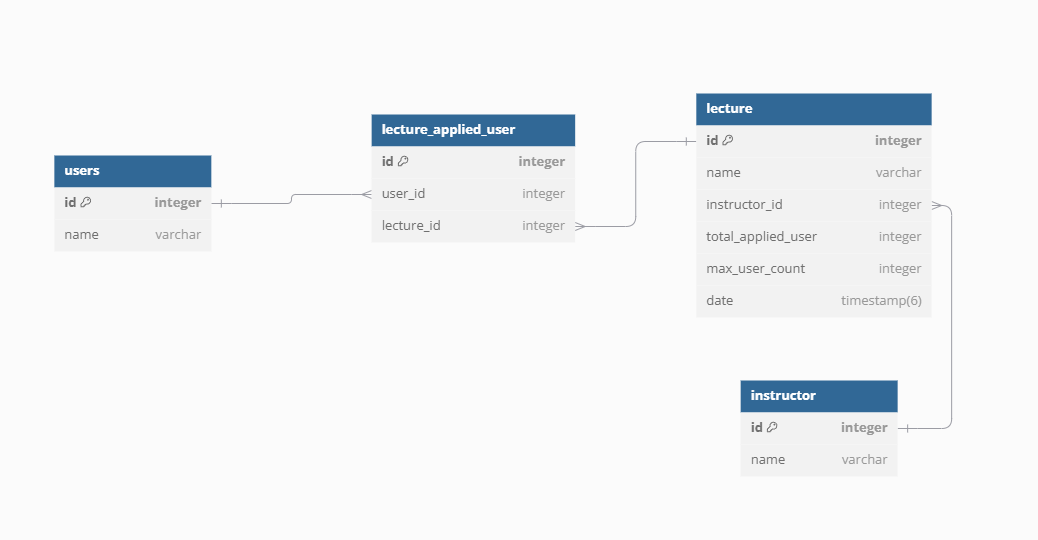 users
id integer
name varchar
lecture_applied_user
id integer
user_id integer
lecture_id integer
lecture
id integer
name varchar
instructor_id integer
total_applied_user integer
max_user_count integer
date timestamp(6)
instructor
id integer
name varchar